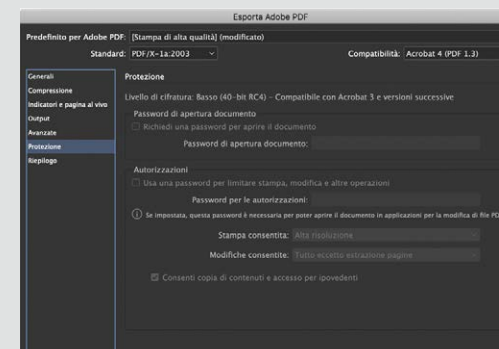 Esporta Adobe PDF
Predefinito per Adobe PDF: [Stampa di alta qualità] (modificato)
Standard: PDF/X-1a:2003 Compatibilità: Acrobat 4 (PDF 1.3)
Generali
Compressione
Indicatori e pagina al vivo
Output
Avanzate
Protezione
Riepilogo
Protezione
Livello di cifratura: Basso (40-bit RC4) - Compatibile con Acrobat 3 e versioni successive
Password di apertura documento
Richiedi una password per aprire il documento
Password di apertura documento:
Autorizzazioni
Usa una password per limitare stampa, modifica e altre operazioni
Password per le autorizzazioni:
Se impostata, questa password è necessaria per poter aprire il documento in applicazioni per la modifica di file PD
Stampa consentita: Alta risoluzione
Modifiche consentite: Tutto eccetto estrazione pagine
Consenti copia di contenuti e accesso per ipovedenti